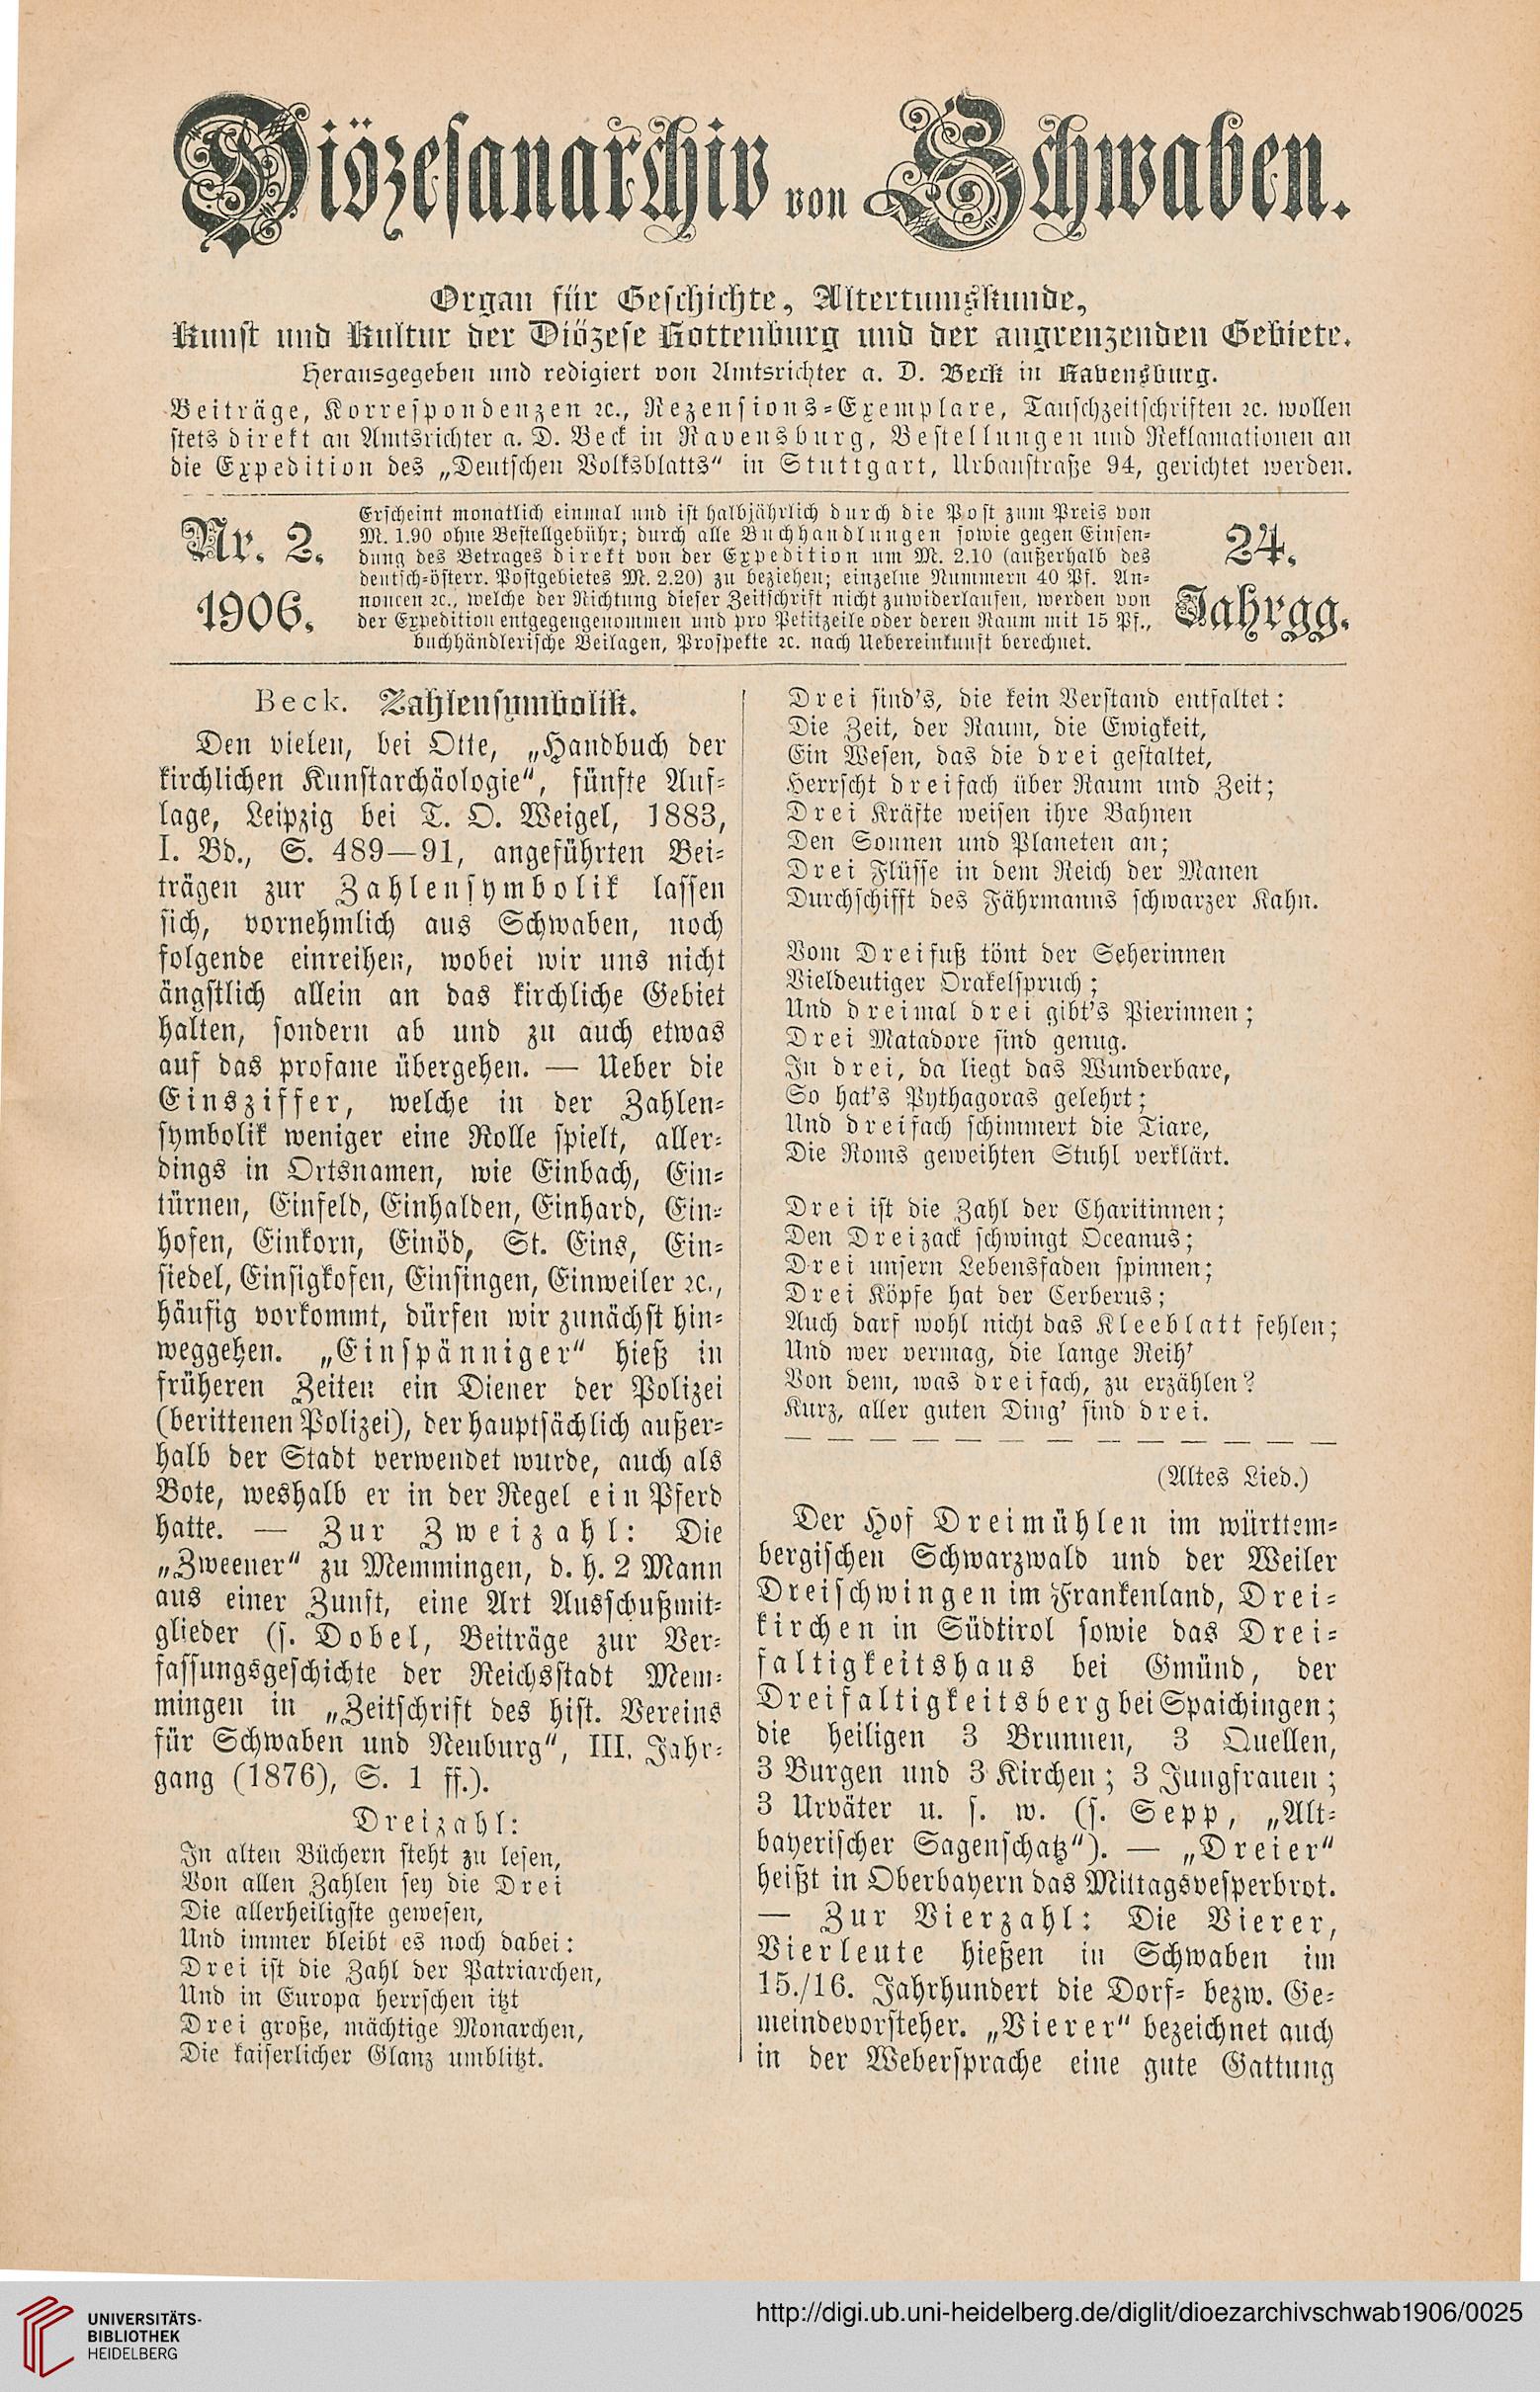 Diözesanarchiv von Schwaben.
Organ für Geschichte, Altertumskunde,
Kunst und Kultur der Diözese Rottenburg und der angrenzenden Gebiete.
Herausgegeben und redigiert von Amtsrichter a. D. Beck in Ravensburg.
Beiträge, Korrespondenzen ꝛc., Rezensions-Exemplare, Tauschzeitschriften ꝛc. wollen
stets direkt an Amtsrichter a. D. Beck in Ravensburg, Bestellungen und Reklamationen an
die Expedition des „Deutschen Volksblatts“ in Stuttgart, Urbanstraße 94, gerichtet werden.
Nr. 2.
1906.
Erscheint monatlich einmal und ist halbjährlich durch die Post zum Preis von
M. 1.90 ohne Bestellgebühr; durch alle Buchhandlungen sowie gegen Einsen-
dung des Betrages direkt von der Expedition um M. 2.10 (außerhalb des
deutsch-österr. Postgebietes M. 2.20) zu beziehen; einzelne Nummern 40 Pf. An-
noncen ꝛc., welche der Richtung dieser Zeitschrift nicht zuwiderlaufen, werden von
der Expedition entgegengenommen und pro Petitzeile oder deren Raum mit 15 Pf.,
buchhändlerische Beilagen, Prospekte ꝛc. nach Uebereinkunft berechnet.
24.
Jahrgg.
Beck. Zahlensymbolik.
Den vielen, bei Otte, „Handbuch der
kirchlichen Kunstarchäologie“, fünfte Auf-
lage, Leipzig bei T. O. Weigel, 1883,
I. Bd., S. 489—91, angeführten Bei-
trägen zur Zahlensymbolik lassen
sich, vornehmlich aus Schwaben, noch
folgende einreihen, wobei wir uns nicht
ängstlich allein an das kirchliche Gebiet
halten, sondern ab und zu auch etwas
auf das profane übergehen. — Ueber die
Einsziffer, welche in der Zahlen-
symbolik weniger eine Rolle spielt, aller-
dings in Ortsnamen, wie Einbach, Ein-
türnen, Einfeld, Einhalden, Einhard, Ein-
hofen, Einkorn, Einöd, St. Eins, Ein-
siedel, Einsigkofen, Einsingen, Einweiler ꝛc.,
häufig vorkommt, dürfen wir zunächst hin-
weggehen. „Einspänniger“ hieß in
früheren Zeiten ein Diener der Polizei
(berittenen Polizei), der hauptsächlich außer-
halb der Stadt verwendet wurde, auch als
Bote, weshalb er in der Regel ein Pferd
hatte. — Zur Zweizahl: Die
„Zweener“ zu Memmingen, d. h. 2 Mann
aus einer Zunft, eine Art Ausschußmit-
glieder (s. Dobel, Beiträge zur Ver-
fassungsgeschichte der Reichsstadt Mem-
mingen in „Zeitschrift des hist. Vereins
für Schwaben und Neuburg“, III. Jahr-
gang (1876), S. 1 ff.).
Dreizahl:
In alten Büchern steht zu lesen,
Von allen Zahlen sey die Drei
Die allerheiligste gewesen,
Und immer bleibt es noch dabei:
Drei ist die Zahl der Patriarchen,
Und in Europa herrschen itzt
Drei große, mächtige Monarchen,
Die kaiserlicher Glanz umblitzt.
Drei sind's, die kein Verstand entfaltet:
Die Zeit, der Raum, die Ewigkeit,
Ein Wesen, das die drei gestaltet,
Herrscht dreifach über Raum und Zeit;
Drei Kräfte weisen ihre Bahnen
Den Sonnen und Planeten an;
Drei Flüsse in dem Reich der Manen
Durchschifft des Fährmanns schwarzer Kahn.
Vom Dreifuß tönt der Seherinnen
Vieldeutiger Orakelspruch;
Und dreimal drei gibt's Pierinnen;
Drei Matadore sind genug.
In drei, da liegt das Wunderbare,
So hat's Pythagoras gelehrt;
Und dreifach schimmert die Tiare,
Die Roms geweihten Stuhl verklärt.
Drei ist die Zahl der Charitinnen;
Den Dreizack schwingt Oceanus;
Drei unsern Lebensfaden spinnen;
Drei Köpfe hat der Cerberus;
Auch darf wohl nicht das Kleeblatt fehlen;
Und wer vermag, die lange Reih'
Von dem, was dreifach, zu erzählen?
Kurz, aller guten Ding' sind drei.
— — — — — — — — — — — — —
(Altes Lied.)
Der Hof Dreimühlen im württem-
bergischen Schwarzwald und der Weiler
Dreischwingen im Frankenland, Drei-
kirchen in Südtirol sowie das Drei-
faltigkeitshaus bei Gmünd, der
Dreifaltigkeitsberg bei Spaichingen;
die heiligen 3 Brunnen, 3 Quellen,
3 Burgen und 3 Kirchen; 3 Jungfrauen;
3 Urväter u. s. w. (s. Sepp, „Alt-
bayerischer Sagenschatz“). — „Dreier“
heißt in Oberbayern das Mittagsvesperbrot.
— Zur Vierzahl: Die Vierer,
Vierleute hießen in Schwaben im
15./16. Jahrhundert die Dorf- bezw. Ge-
meindevorsteher. „Vierer“ bezeichnet auch
in der Webersprache eine gute Gattung
UNIVERSITÄTS-
BIBLIOTHEK
HEIDELBERG
http://digi.ub.uni-heidelberg.de/diglit/dioezarchivschwab1906/0025